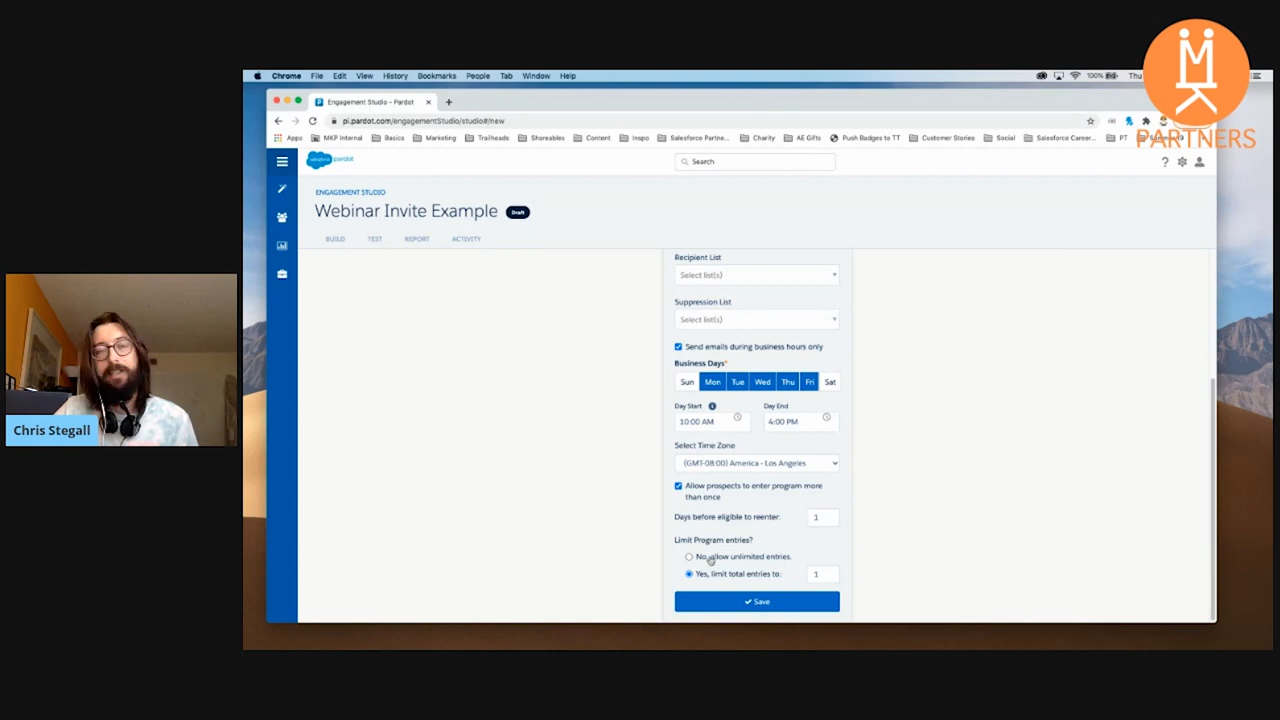 Chrome File Edit View History Bookmarks People Tab Window Help
100%
Thu
Engagement Studio - Pardot
pi.pardot.com/engagementStudio/studio#/new
Apps MKP Internal Basics Marketing Trailheads Shareables Content Inspo Salesforce Partne... Charity AE Gifts Push Badges to TT Customer Stories Social Salesforce Career... PT
MK
PARTNERS
salesforce pardot
Search
ENGAGEMENT STUDIO
Webinar Invite Example Draft
BUILD TEST REPORT ACTIVITY
Recipient List
Select list(s)
Suppression List
Select list(s)
Send emails during business hours only
Business Days*
Sun Mon Tue Wed Thu Fri Sat
Day Start Day End
10:00 AM 4:00 PM
Select Time Zone
(GMT-08:00) America - Los Angeles
Allow prospects to enter program more
than once
Days before eligible to reenter: 1
Limit Program entries?
No, allow unlimited entries.
Yes, limit total entries to: 1
Save
Chris Stegall